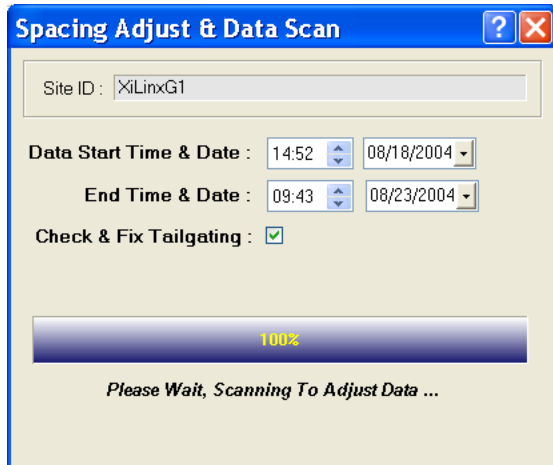 Spacing Adjust & Data Scan ?
Site ID : XiLinxG1
Data Start Time & Date : 14:52 08/18/2004
End Time & Date : 09:43 08/23/2004
Check & Fix Tailgating :
100%
Please Wait, Scanning To Adjust Data ...